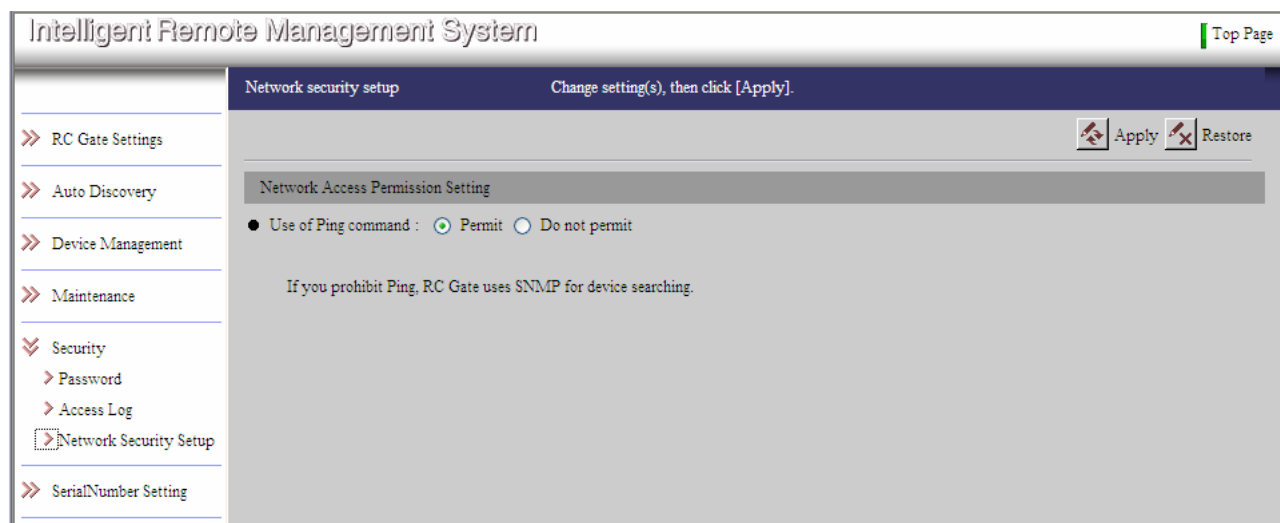 Intelligent Remote Management System
Top Page
Network security setup Change setting(s), then click [Apply].
RC Gate Settings
Auto Discovery
Device Management
Maintenance
Security
Password
Access Log
Network Security Setup
SerialNumber Setting
Apply Restore
Network Access Permission Setting
Use of Ping command : Permit Do not permit
If you prohibit Ping, RC Gate uses SNMP for device searching.